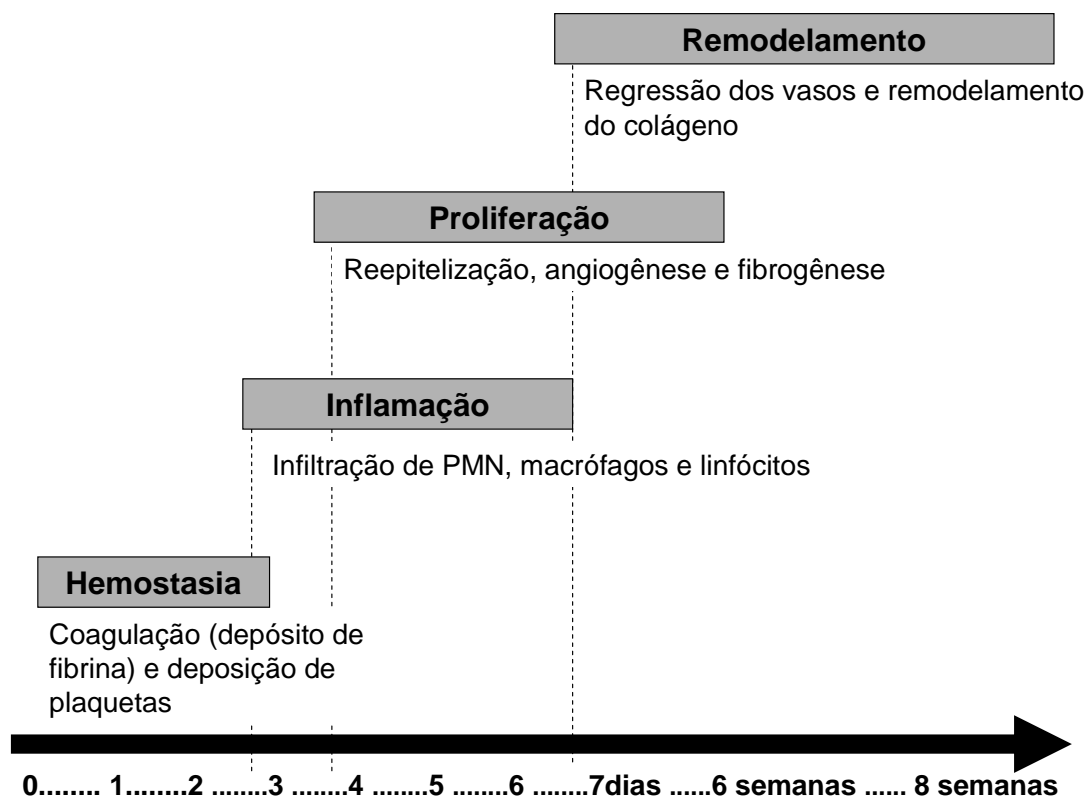 Remodelamento
Regressão dos vasos e remodelamento
do colágeno
Proliferação
Reepitelização, angiogênese e fibrogênese
Inflamação
Infiltração de PMN, macrófagos e linfócitos
Hemostasia
Coagulação (depósito de
fibrina) e deposição de
plaquetas
0........ 1........2 ........3 ........4 ........5 ........6 ........7dias ......6 semanas ...... 8 semanas